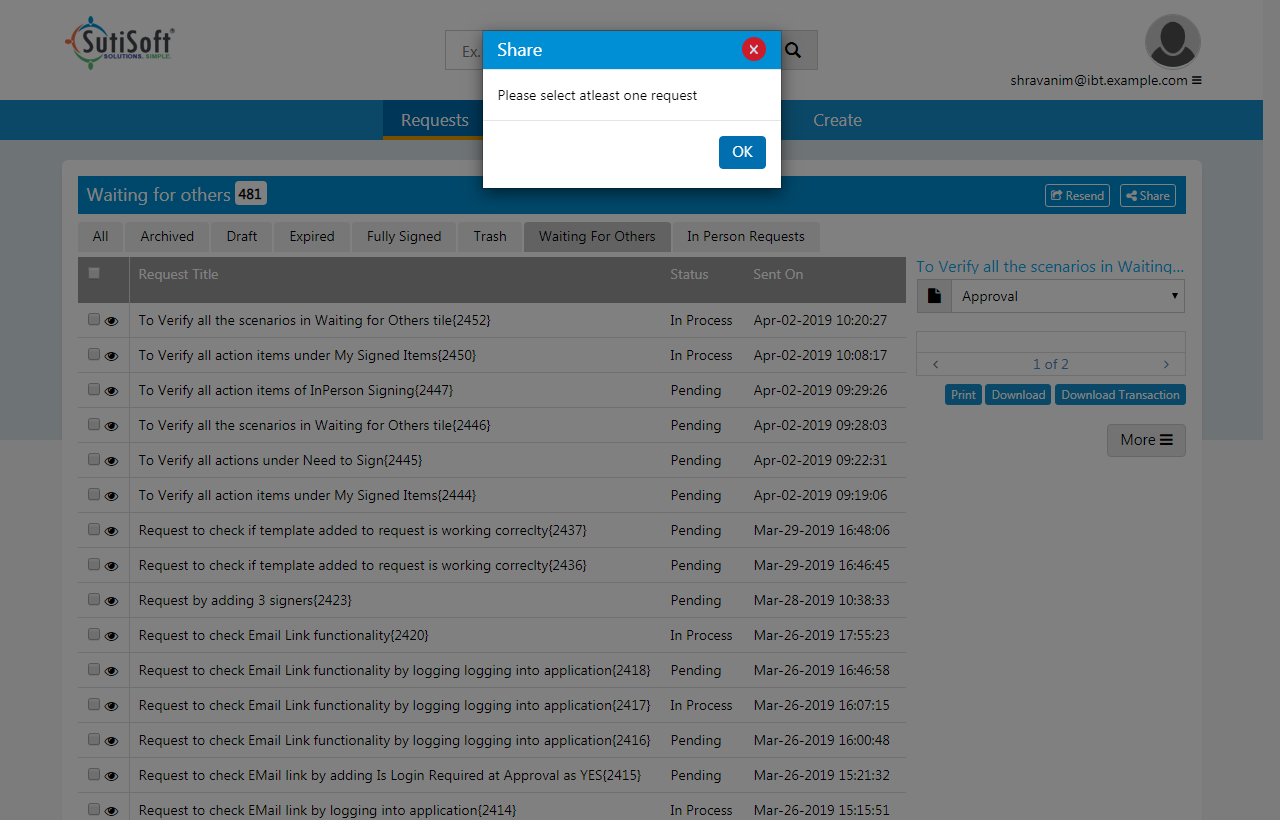 SutiSoft
SOLUTIONS. SIMPLE.
Ex.
Share
Please select atleast one request
OK
shravanim@ibt.example.com
Requests
Create
Waiting for others 481
Resend
Share
All
Archived
Draft
Expired
Fully Signed
Trash
Waiting For Others
In Person Requests
Request Title Status Sent On
To Verify all the scenarios in Waiting for Others tile{2452} In Process Apr-02-2019 10:20:27
To Verify all action items under My Signed Items{2450} In Process Apr-02-2019 10:08:17
To Verify all action items of InPerson Signing{2447} Pending Apr-02-2019 09:29:26
To Verify all the scenarios in Waiting for Others tile{2446} Pending Apr-02-2019 09:28:03
To Verify all actions under Need to Sign{2445} Pending Apr-02-2019 09:22:31
To Verify all action items under My Signed Items{2444} Pending Apr-02-2019 09:19:06
Request to check if template added to request is working correclty{2437} Pending Mar-29-2019 16:48:06
Request to check if template added to request is working correclty{2436} Pending Mar-29-2019 16:46:45
Request by adding 3 signers{2423} Pending Mar-28-2019 10:38:33
Request to check Email Link functionality{2420} In Process Mar-26-2019 17:55:23
Request to check Email Link functionality by logging logging into application{2418} Pending Mar-26-2019 16:46:58
Request to check Email Link functionality by logging logging into application{2417} In Process Mar-26-2019 16:07:15
Request to check Email Link functionality by logging logging into application{2416} Pending Mar-26-2019 16:00:48
Request to check EMail link by adding Is Login Required at Approval as YES{2415} Pending Mar-26-2019 15:21:32
Request to check EMail link by logging into application{2414} In Process Mar-26-2019 15:15:51
To Verify all the scenarios in Waiting...
Approval
1 of 2
Print
Download
Download Transaction
More